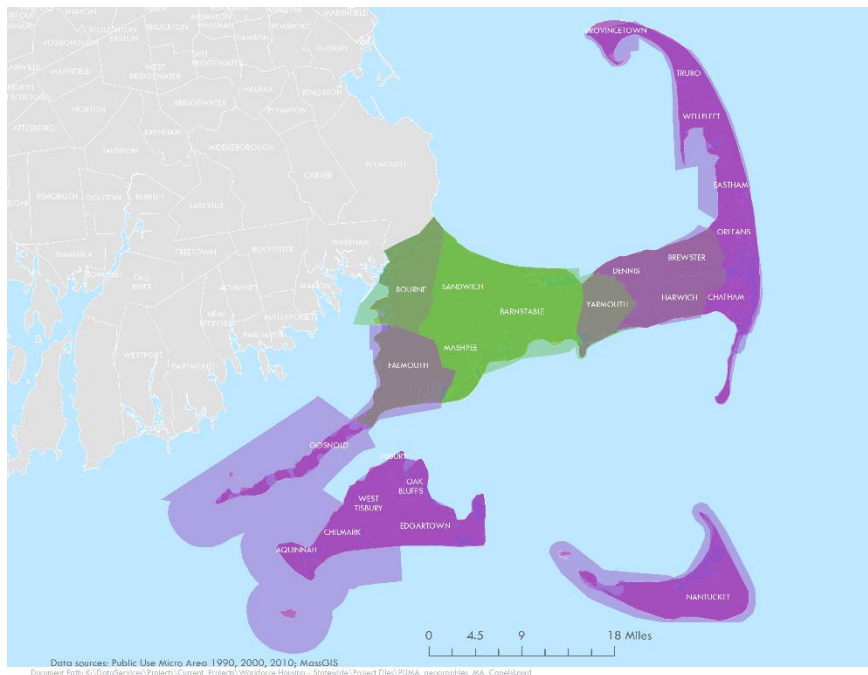 SHARON
FOXBOROUGH
EASTON
BROCKTON
WHITMAN
HANSON
PEMBROKE
DUXBURY
MANSFIELD
WEST
BRIDGEWATER
EAST
BRIDGEWATER
HALIFAX
KINGSTON
BRIDGEWATER
PLYMPTON
NORTON
ATTLEBORO
RAYNHAM
TAUNTON
MIDDLEBOROUGH
CARVER
PLYMOUTH
REHOBOTH
DIGHTON
BERKLEY
LAKEVILLE
WAREHAM
SWANSEA
FREETOWN
ROCHESTER
FALL
RIVER
ACUSHNET
MARION
NEW
BEDFORD
MATTAPOISETT
FAIRHAVEN
WESTPORT
DARTMOUTH
PROVINCETOWN
TRURO
WELLFLEET
EASTHAM
ORLEANS
BREWSTER
DENNIS
HARWICH
CHATHAM
YARMOUTH
BARNSTABLE
SANDWICH
BOURNE
MASHPEE
FALMOUTH
GOSNOLD
OAK
BLUFFS
WEST
TISBURY
EDGARTOWN
CHILMARK
AQUINNAH
NANTUCKET
0 4.5 9 18 Miles
Data sources: Public Use Micro Area 1990, 2000, 2010; MassGIS